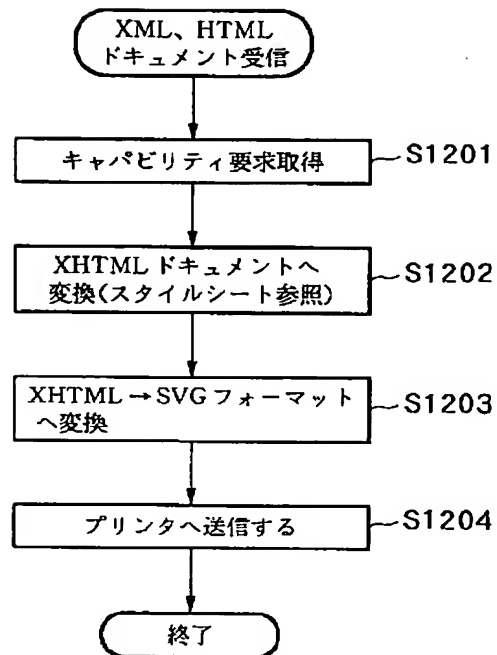 XML、HTML
ドキュメント受信
キャパビリティ要求取得
S1201
XHTMLドキュメントへ
変換(スタイルシート参照)
S1202
XHTML→SVGフォーマット
へ変換
S1203
プリンタへ送信する
S1204
終了